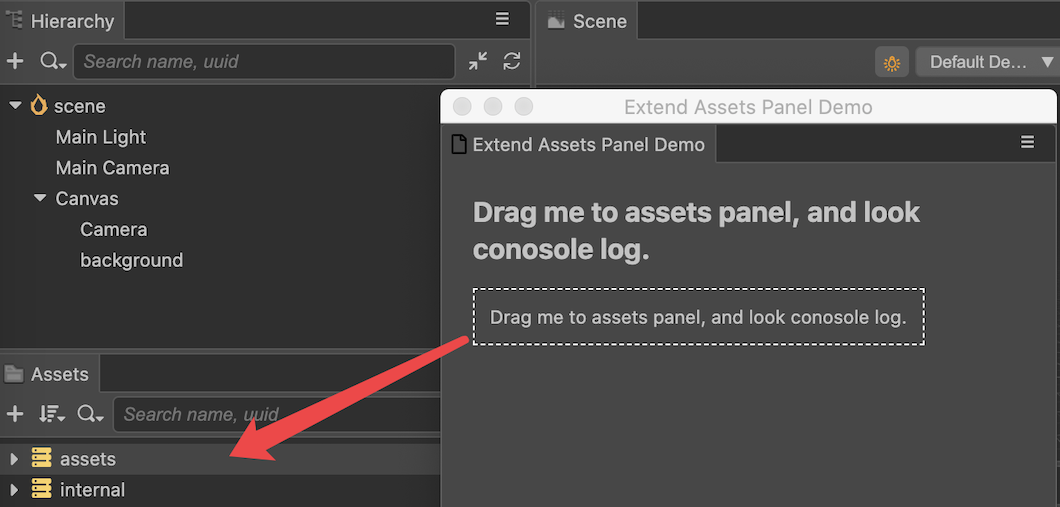 Hierarchy
Search name, uuid
scene
Main Light
Main Camera
Canvas
Camera
background
Scene
Default De...
Extend Assets Panel Demo
Extend Assets Panel Demo
Drag me to assets panel, and look
conosole log.
Drag me to assets panel, and look conosole log.
Assets
Search name, uuid
assets
internal